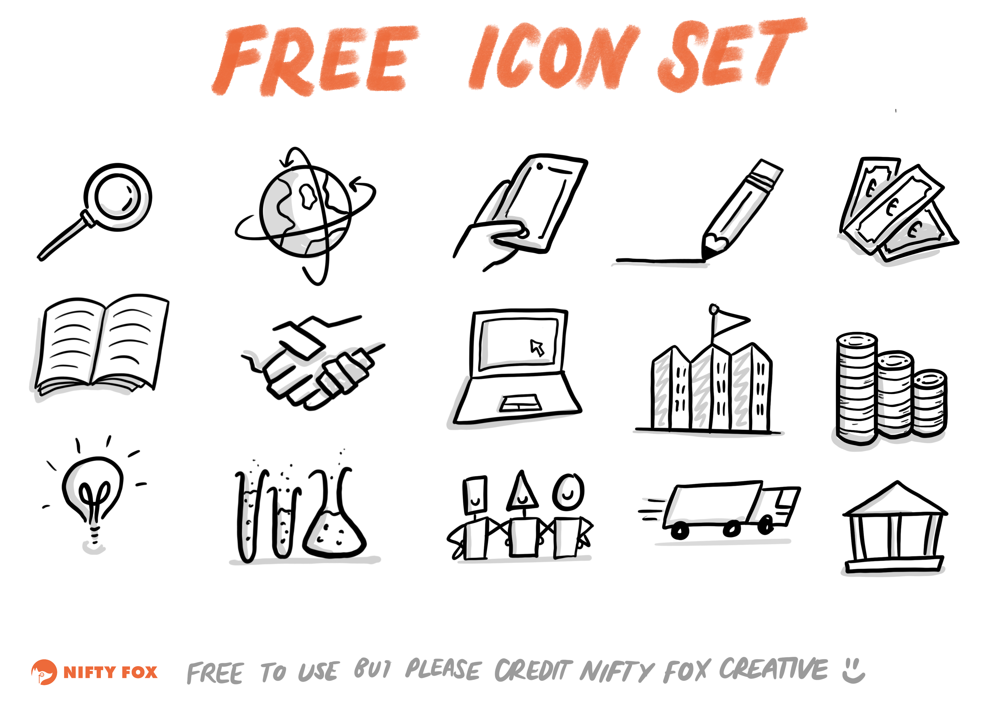 FREE ICON SET
£
£
£
NIFTY FOX
FREE TO USE BUT PLEASE CREDIT NIFTY FOX CREATIVE